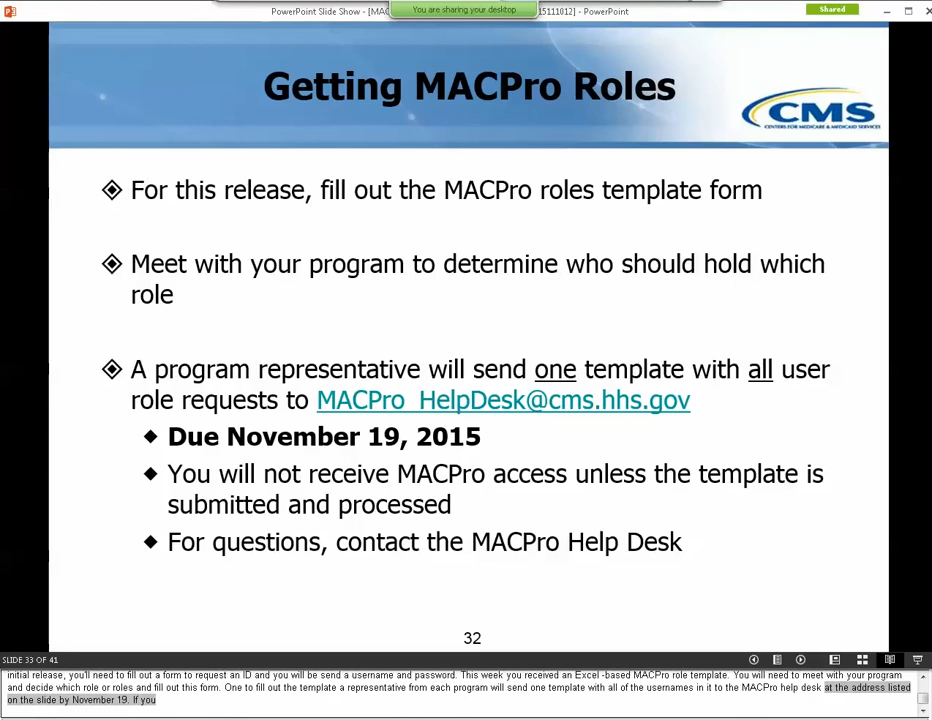 PowerPoint Slide Show - [MAC
You are sharing your desktop
15111012] - PowerPoint
Shared
Getting MACPro Roles
CMS
CENTERS FOR MEDICARE & MEDICAID SERVICES
For this release, fill out the MACPro roles template form
Meet with your program to determine who should hold which
role
A program representative will send one template with all user
role requests to MACPro_HelpDesk@cms.hhs.gov
Due November 19, 2015
You will not receive MACPro access unless the template is
submitted and processed
For questions, contact the MACPro Help Desk
32
SLIDE 33 OF 41
initial release, you'll need to fill out a form to request an ID and you will be send a username and password. This week you received an Excel -based MACPro role template. You will need to meet with your program
and decide which role or roles and fill out this form. One to fill out the template a representative from each program will send one template with all of the usernames in it to the MACPro help desk at the address listed
on the slide by November 19. If you